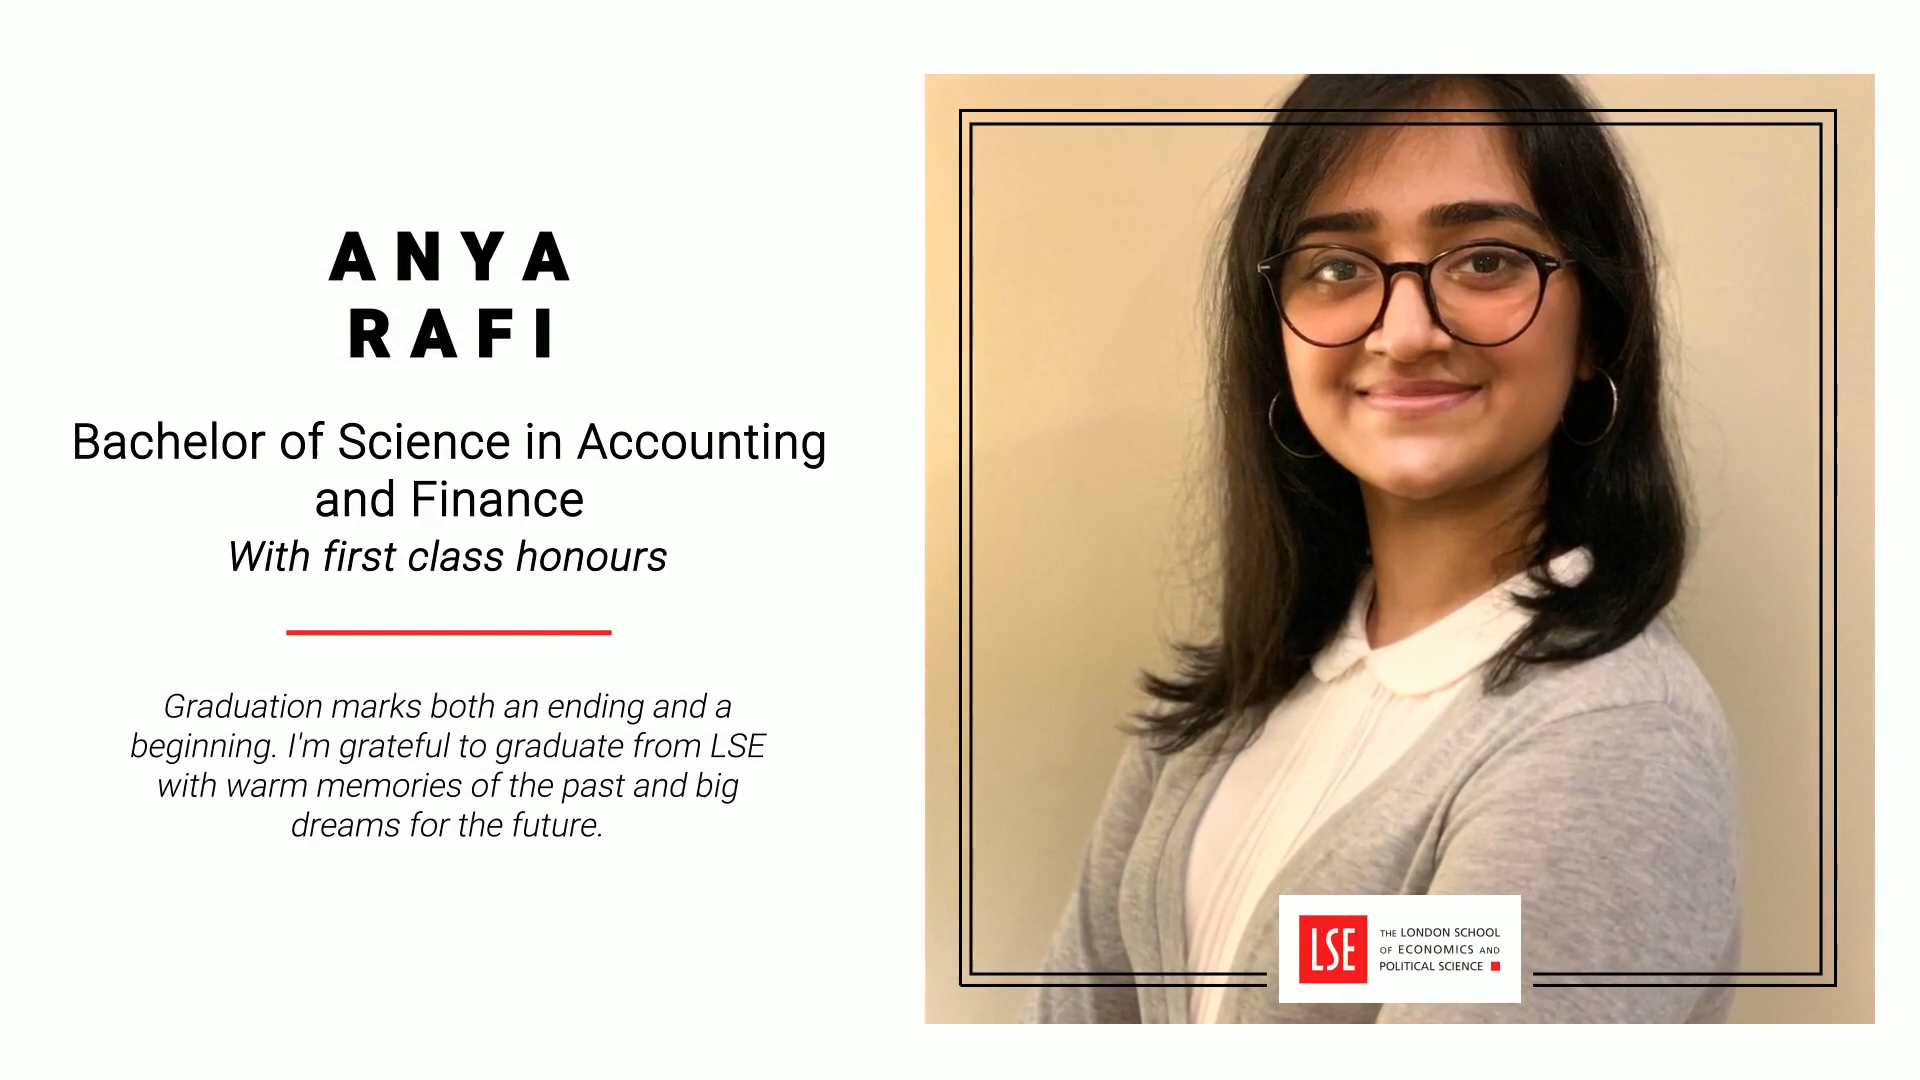 ANYA
RAFI
Bachelor of Science in Accounting
and Finance
With first class honours
Graduation marks both an ending and a
beginning. I'm grateful to graduate from LSE
with warm memories of the past and big
dreams for the future.
LSE
THE LONDON SCHOOL
OF ECONOMICS AND
POLITICAL SCIENCE